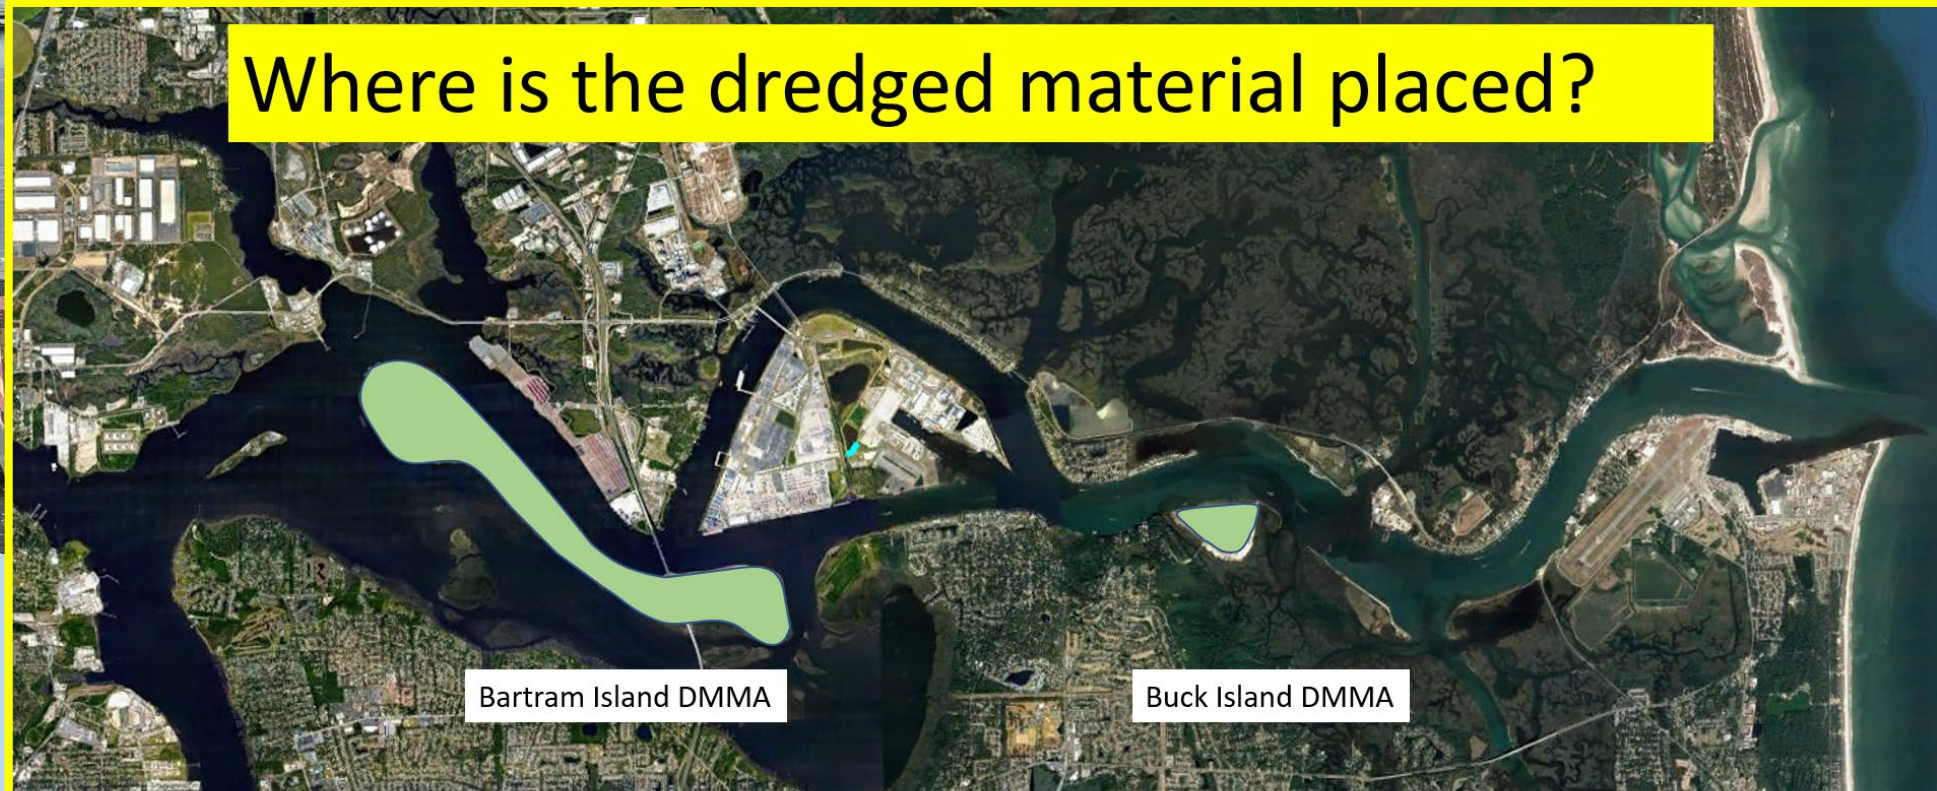 Where is the dredged material placed?
Bartram Island DMMA
Buck Island DMMA